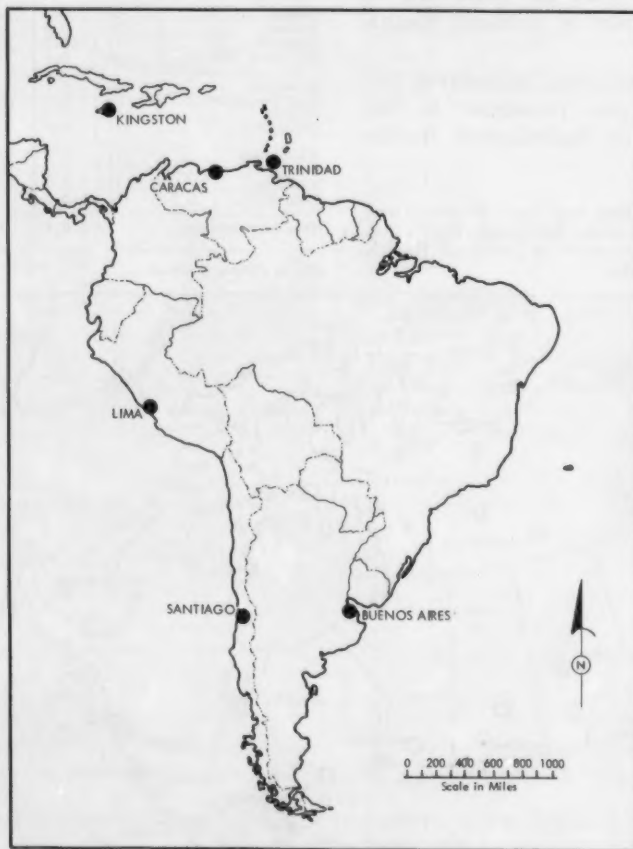 KINGSTON
TRINIDAD
CARACAS
LIMA
SANTIAGO
BUENOS AIRES
N
0 200 400 600 800 1000
Scale in Miles